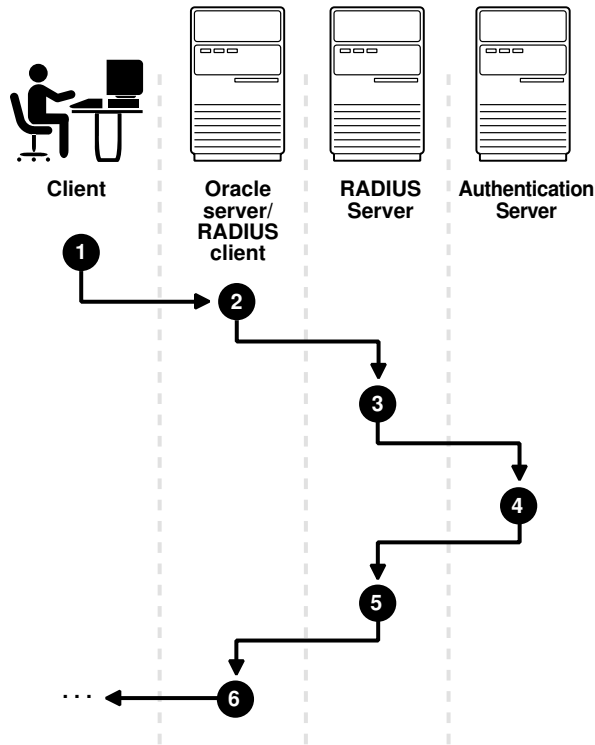 Client
Oracle
server/
RADIUS
client
RADIUS
Server
Authentication
Server
1
2
3
4
5
6
...